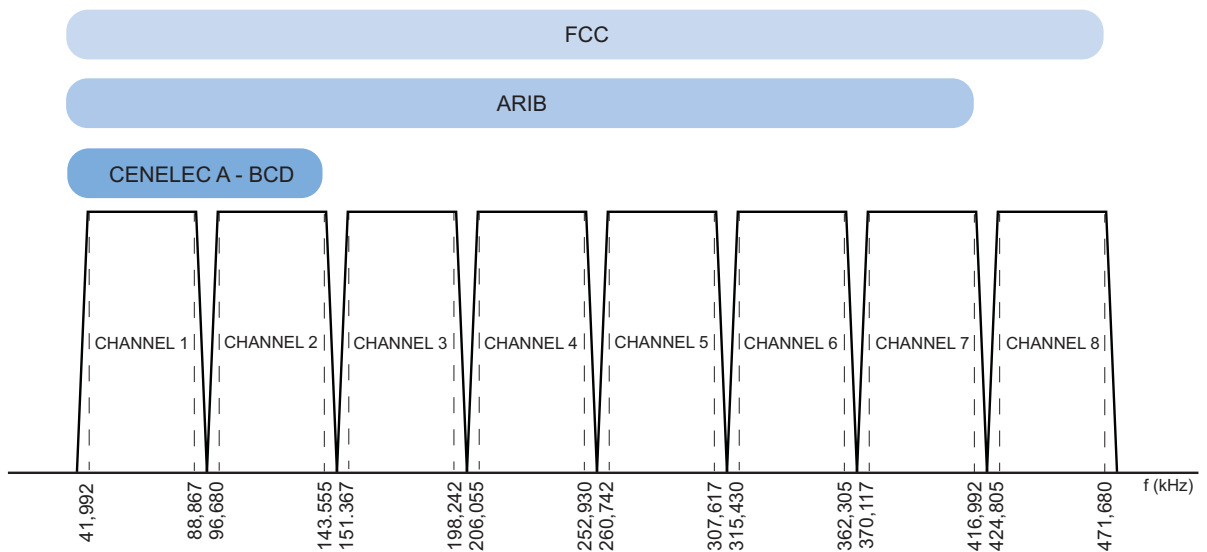 FCC
ARIB
CENELEC A - BCD
CHANNEL 1
CHANNEL 2
CHANNEL 3
CHANNEL 4
CHANNEL 5
CHANNEL 6
CHANNEL 7
CHANNEL 8
f (kHz)
41,992
88,867
96,680
143.555
151.367
198,242
206,055
252,930
260,742
307,617
315,430
362,305
370,117
416,992
424,805
471,680